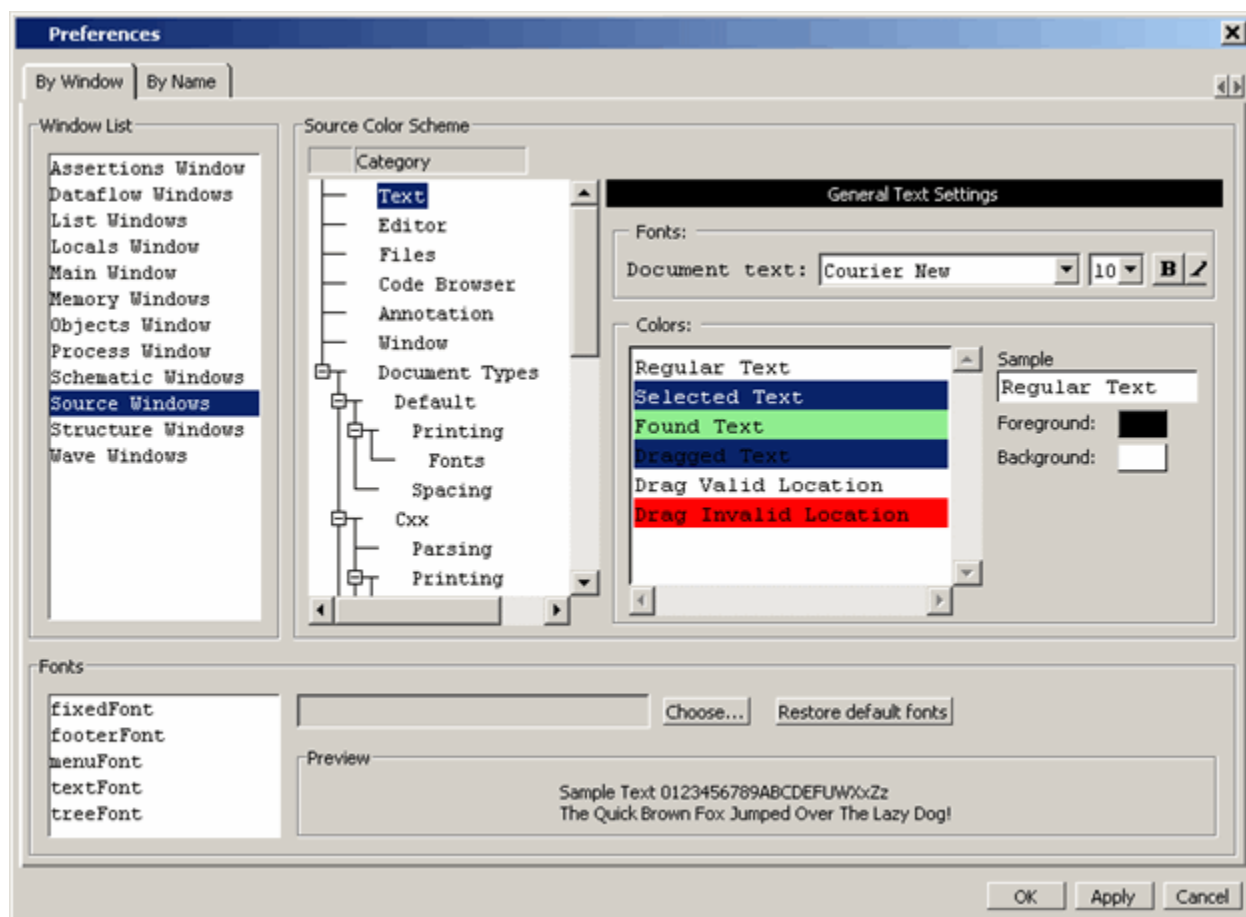 Preferences
By Window
By Name
Window List
Assertions Window
Dataflow Windows
List Windows
Locals Window
Main Window
Memory Windows
Objects Window
Process Window
Schematic Windows
Source Windows
Structure Windows
Wave Windows
Source Color Scheme
Category
Text
Editor
Files
Code Browser
Annotation
Window
Document Types
Default
Printing
Fonts
Spacing
Cxx
Parsing
Printing
General Text Settings
Fonts:
Document text: Courier New 10 B I
Colors:
Regular Text
Selected Text
Found Text
Dragged Text
Drag Valid Location
Drag Invalid Location
Sample
Regular Text
Foreground:
Background:
Fonts
fixedFont
footerFont
menuFont
textFont
treeFont
Choose...
Restore default fonts
Preview
Sample Text 0123456789ABCDEFUWXxZz
The Quick Brown Fox Jumped Over The Lazy Dog!
OK
Apply
Cancel